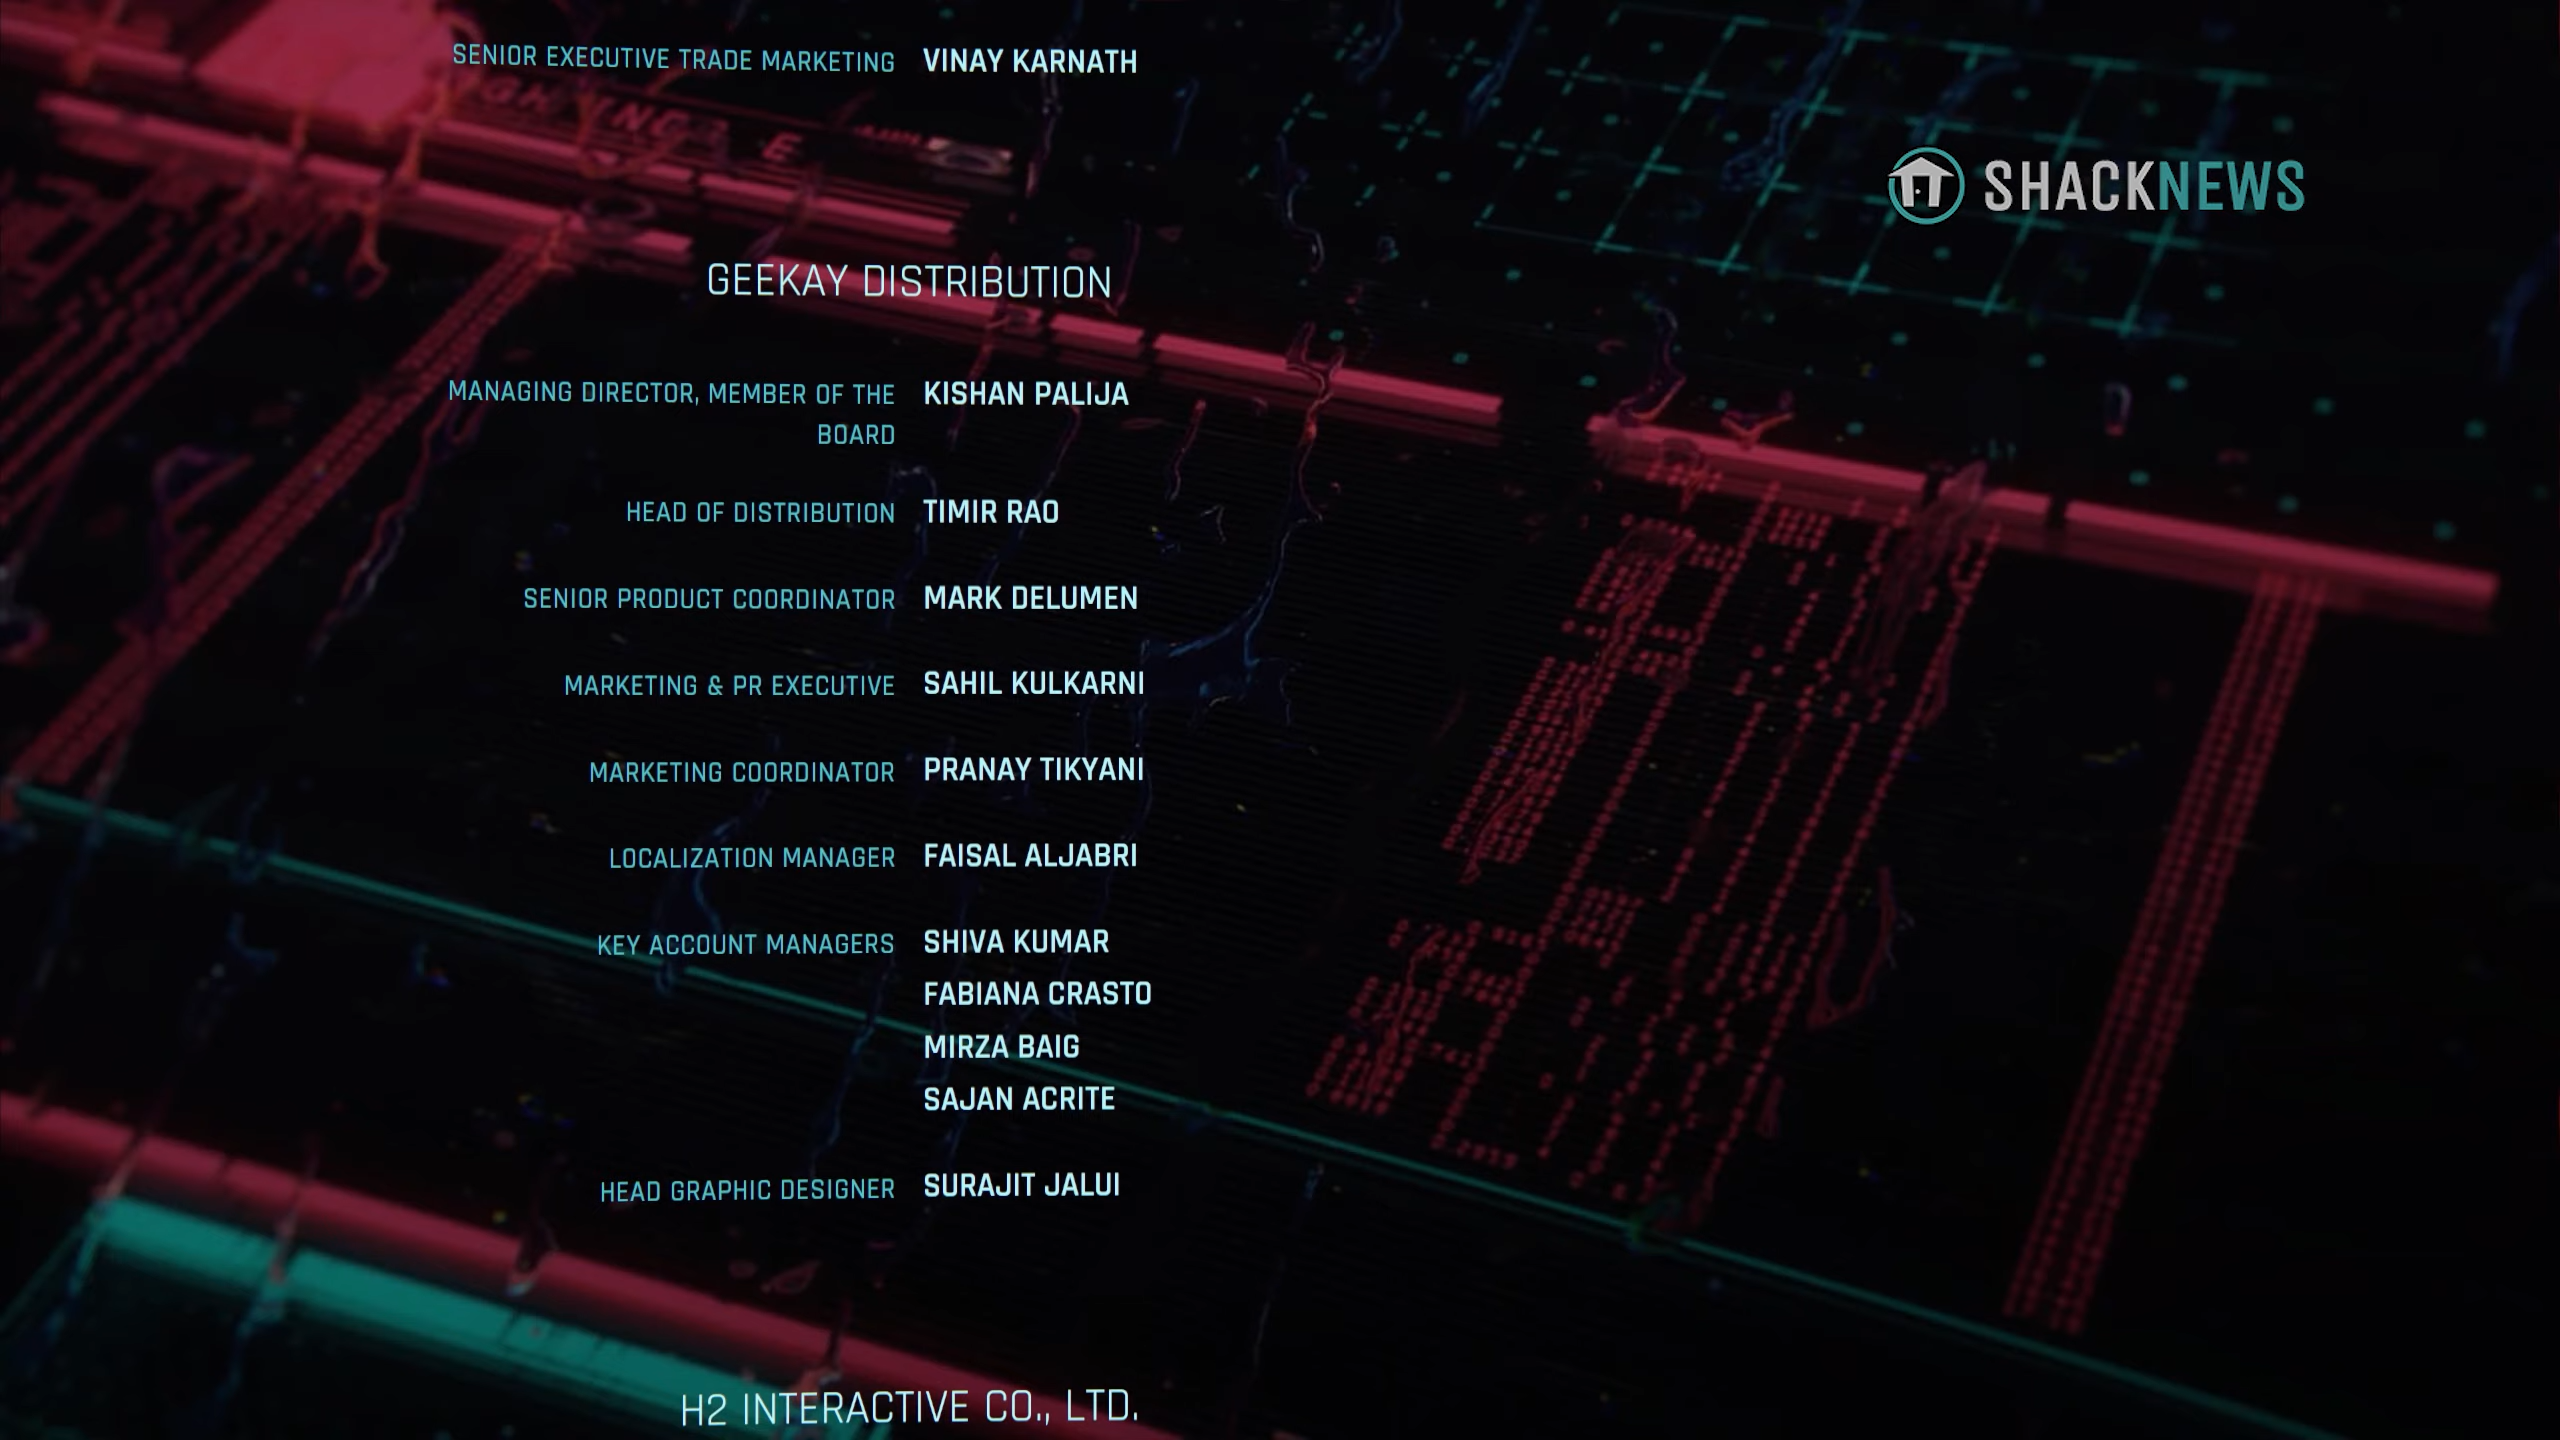 SENIOR EXECUTIVE TRADE MARKETING VINAY KARNATH
SHACKNEWS
GEEKAY DISTRIBUTION
MANAGING DIRECTOR, MEMBER OF THE KISHAN PALIJA
BOARD
HEAD OF DISTRIBUTION TIMIR RAO
SENIOR PRODUCT COORDINATOR MARK DELUMEN
MARKETING & PR EXECUTIVE SAHIL KULKARNI
MARKETING COORDINATOR PRANAY TIKYANI
LOCALIZATION MANAGER FAISAL ALJABRI
KEY ACCOUNT MANAGERS SHIVA KUMAR
FABIANA CRASTO
MIRZA BAIG
SAJAN ACRITE
HEAD GRAPHIC DESIGNER SURAJIT JALUI
H2 INTERACTIVE CO., LTD.